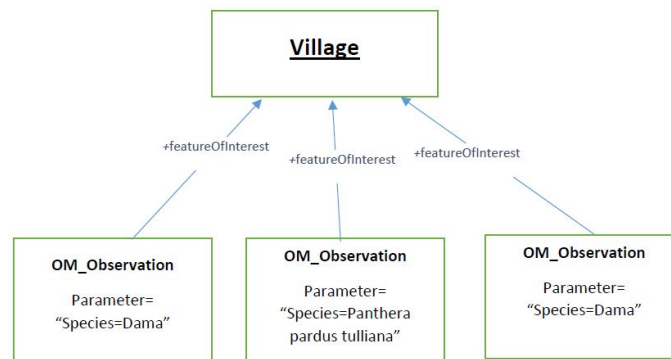 Village
+featureOfInterest
+featureOfInterest
+featureOfInterest
OM_Observation
Parameter=
“Species=Dama”
OM_Observation
Parameter=
“Species=Panthera
pardus tulliana”
OM_Observation
Parameter=
“Species=Dama”